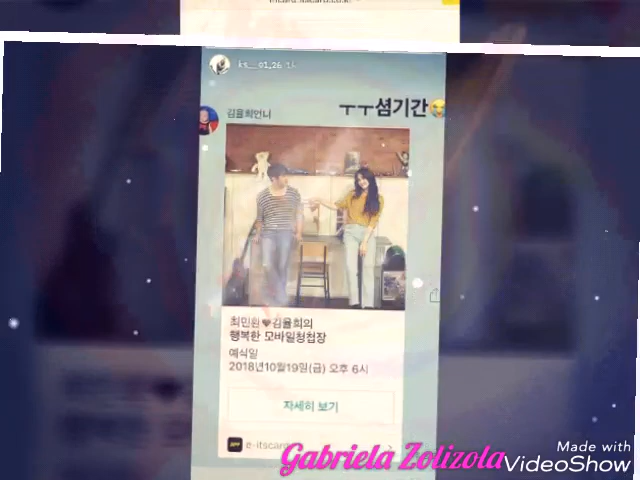 ks__01.26 1시
ㅜㅜ셤기간😭
김율희언니
최민환♥김율희의
행복한 모바일청첩장
예식일
2018년10월19일(금) 오후 6시
자세히 보기
e-itscard
Gabriela Zolizola
Made with
VideoShow